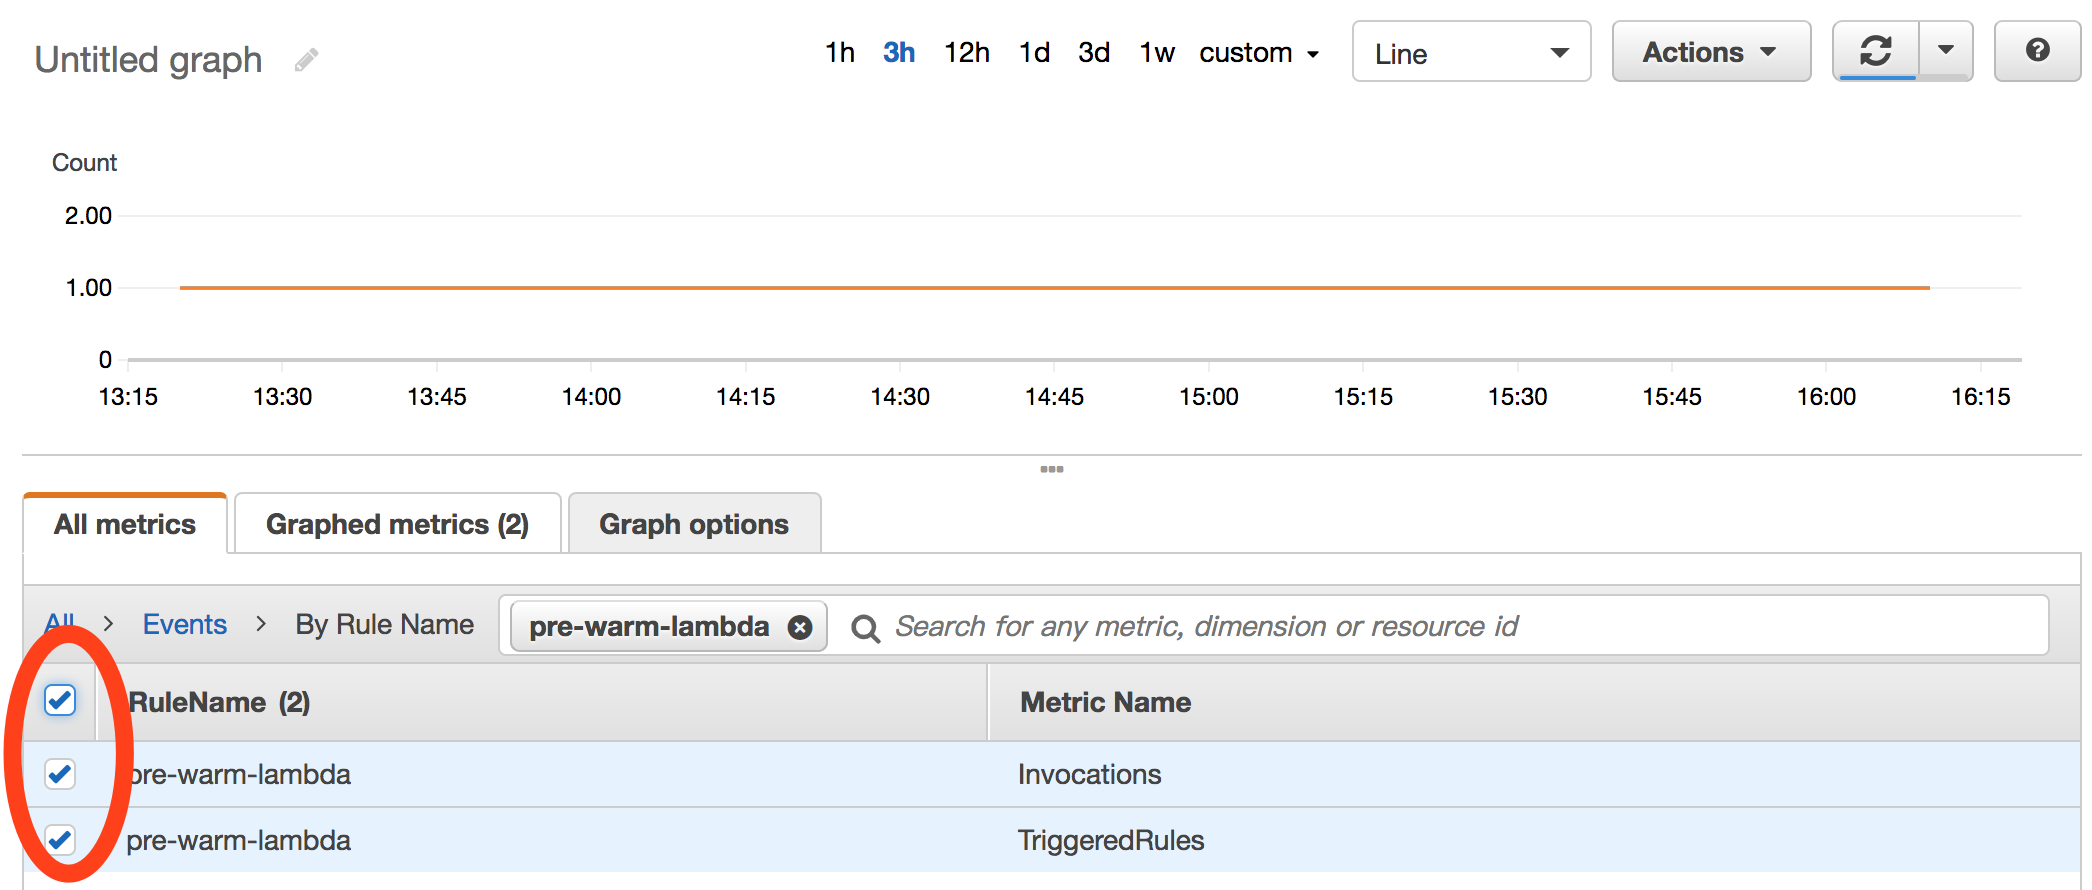 Untitled graph
1h 3h 12h 1d 3d 1w custom Line Actions
Count
2.00
1.00
0
13:15 13:30 13:45 14:00 14:15 14:30 14:45 15:00 15:15 15:30 15:45 16:00 16:15
All metrics Graphed metrics (2) Graph options
All > Events > By Rule Name pre-warm-lambda Search for any metric, dimension or resource id
RuleName (2) Metric Name
pre-warm-lambda Invocations
pre-warm-lambda TriggeredRules